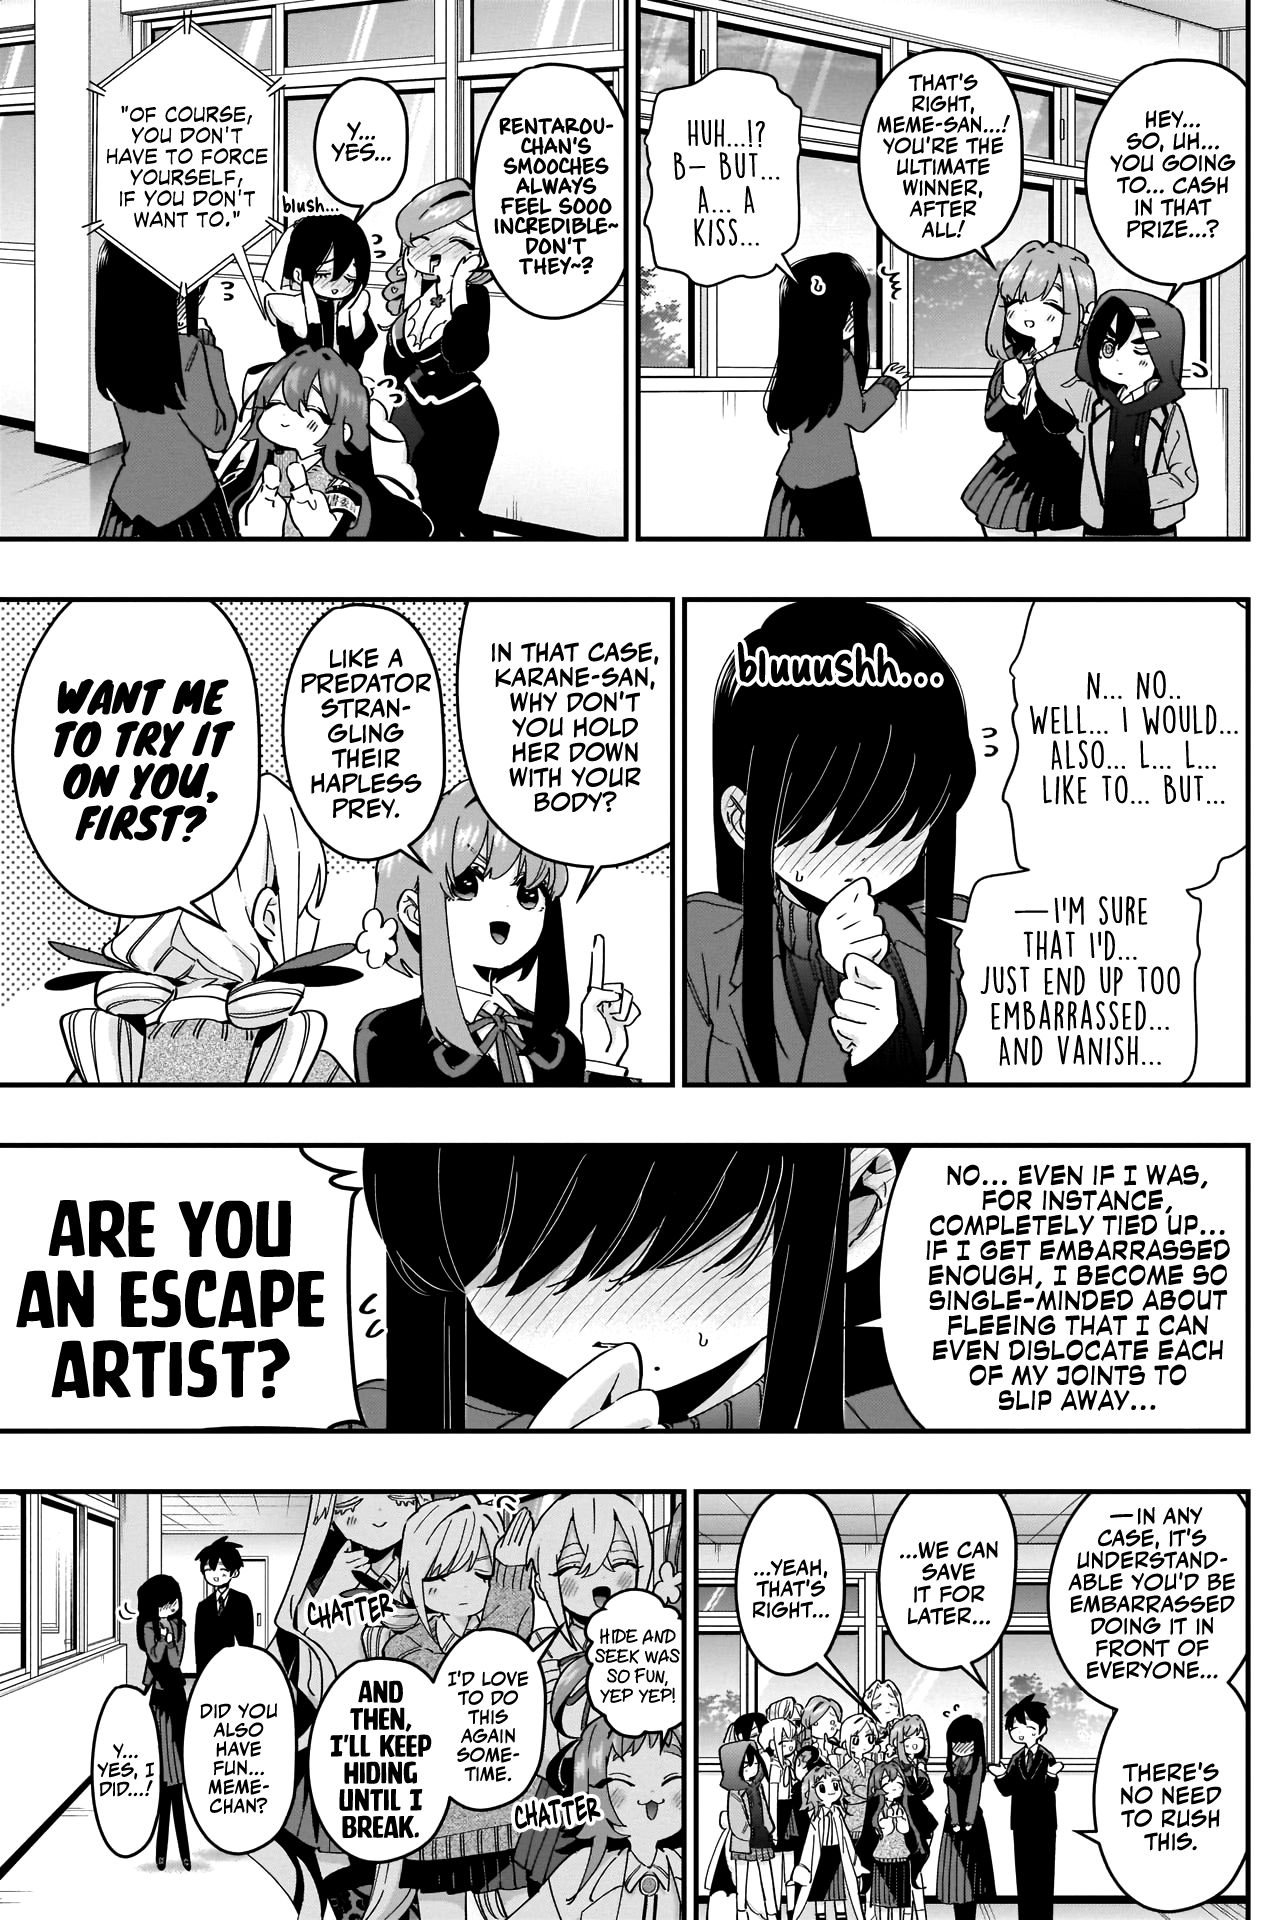 HEY...
SO, UH...
YOU GOING
TO... CASH
IN THAT
PRIZE...?
THAT'S
RIGHT,
MEME-SAN...!
YOU'RE THE
ULTIMATE
WINNER,
AFTER
ALL!
HUH...!?
B- BUT...
A... A
KISS...
RENTAROU-
CHAN'S
SMOOCHES
ALWAYS
FEEL SOOO
INCREDIBLE~
DON'T
THEY~?
Y...
YES...
blush...
"OF COURSE,
YOU DON'T
HAVE TO FORCE
YOURSELF,
IF YOU DON'T
WANT TO."
N... NO..
WELL... I WOULD...
ALSO... L... L...
LIKE TO... BUT...
bluuushh...
—I'M SURE
THAT I'D...
JUST END UP TOO
EMBARRASSED...
AND VANISH...
IN THAT CASE,
KARANE-SAN,
WHY DON'T
YOU HOLD
HER DOWN
WITH YOUR
BODY?
LIKE A
PREDATOR
STRAN-
GLING
THEIR
HAPLESS
PREY.
WANT ME
TO TRY IT
ON YOU,
FIRST?
NO... EVEN IF I WAS,
FOR INSTANCE,
COMPLETELY TIED UP...
IF I GET EMBARRASSED
ENOUGH, I BECOME SO
SINGLE-MINDED ABOUT
FLEEING THAT I CAN
EVEN DISLOCATE EACH
OF MY JOINTS TO
SLIP AWAY...
ARE YOU
AN ESCAPE
ARTIST?
—IN ANY
CASE, IT'S
UNDERSTAND-
ABLE YOU'D BE
EMBARRASSED
DOING IT IN
FRONT OF
EVERYONE...
THERE'S
NO NEED
TO RUSH
THIS.
...WE CAN
SAVE
IT FOR
LATER...
...YEAH,
THAT'S
RIGHT...
HIDE AND
SEEK WAS
SO FUN,
YEP YEP!
I'D LOVE
TO DO
THIS
AGAIN
SOME-
TIME.
CHATTER
CHATTER
AND
THEN,
I'LL KEEP
HIDING
UNTIL I
BREAK.
DID YOU
ALSO
HAVE
FUN...
MEME-
CHAN?
Y...
YES, I
DID...!